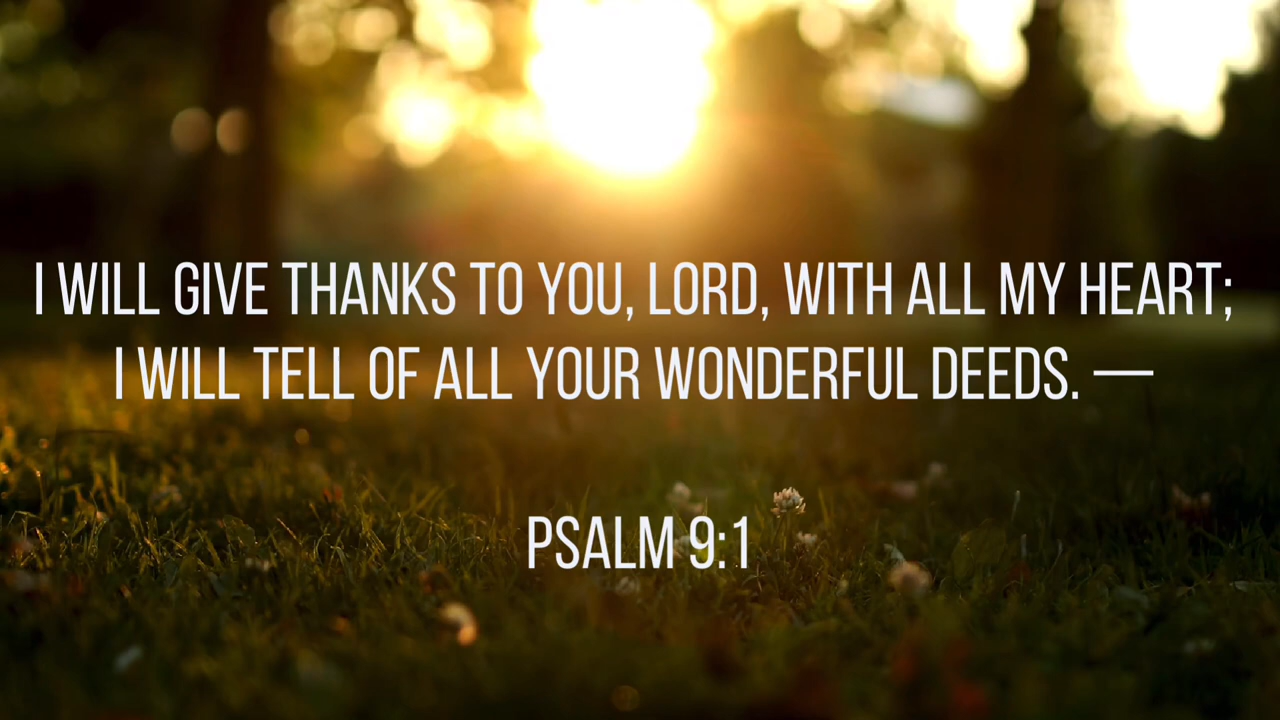 I WILL GIVE THANKS TO YOU, LORD, WITH ALL MY HEART;
I WILL TELL OF ALL YOUR WONDERFUL DEEDS. —
PSALM 9:1